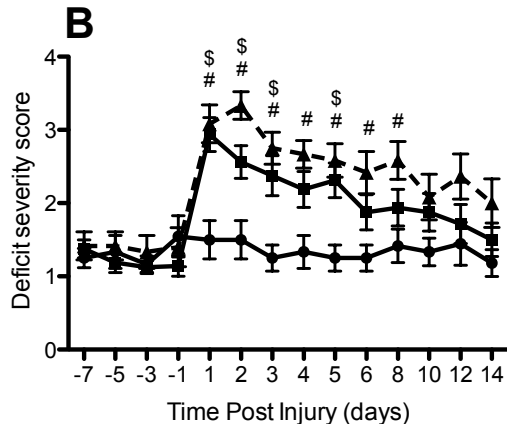 B
4
3
2
1
0
Deficit severity score
$ $ $ $
# # # # # # #
-7 -5 -3 -1 1 2 3 4 5 6 8 10 12 14
Time Post Injury (days)